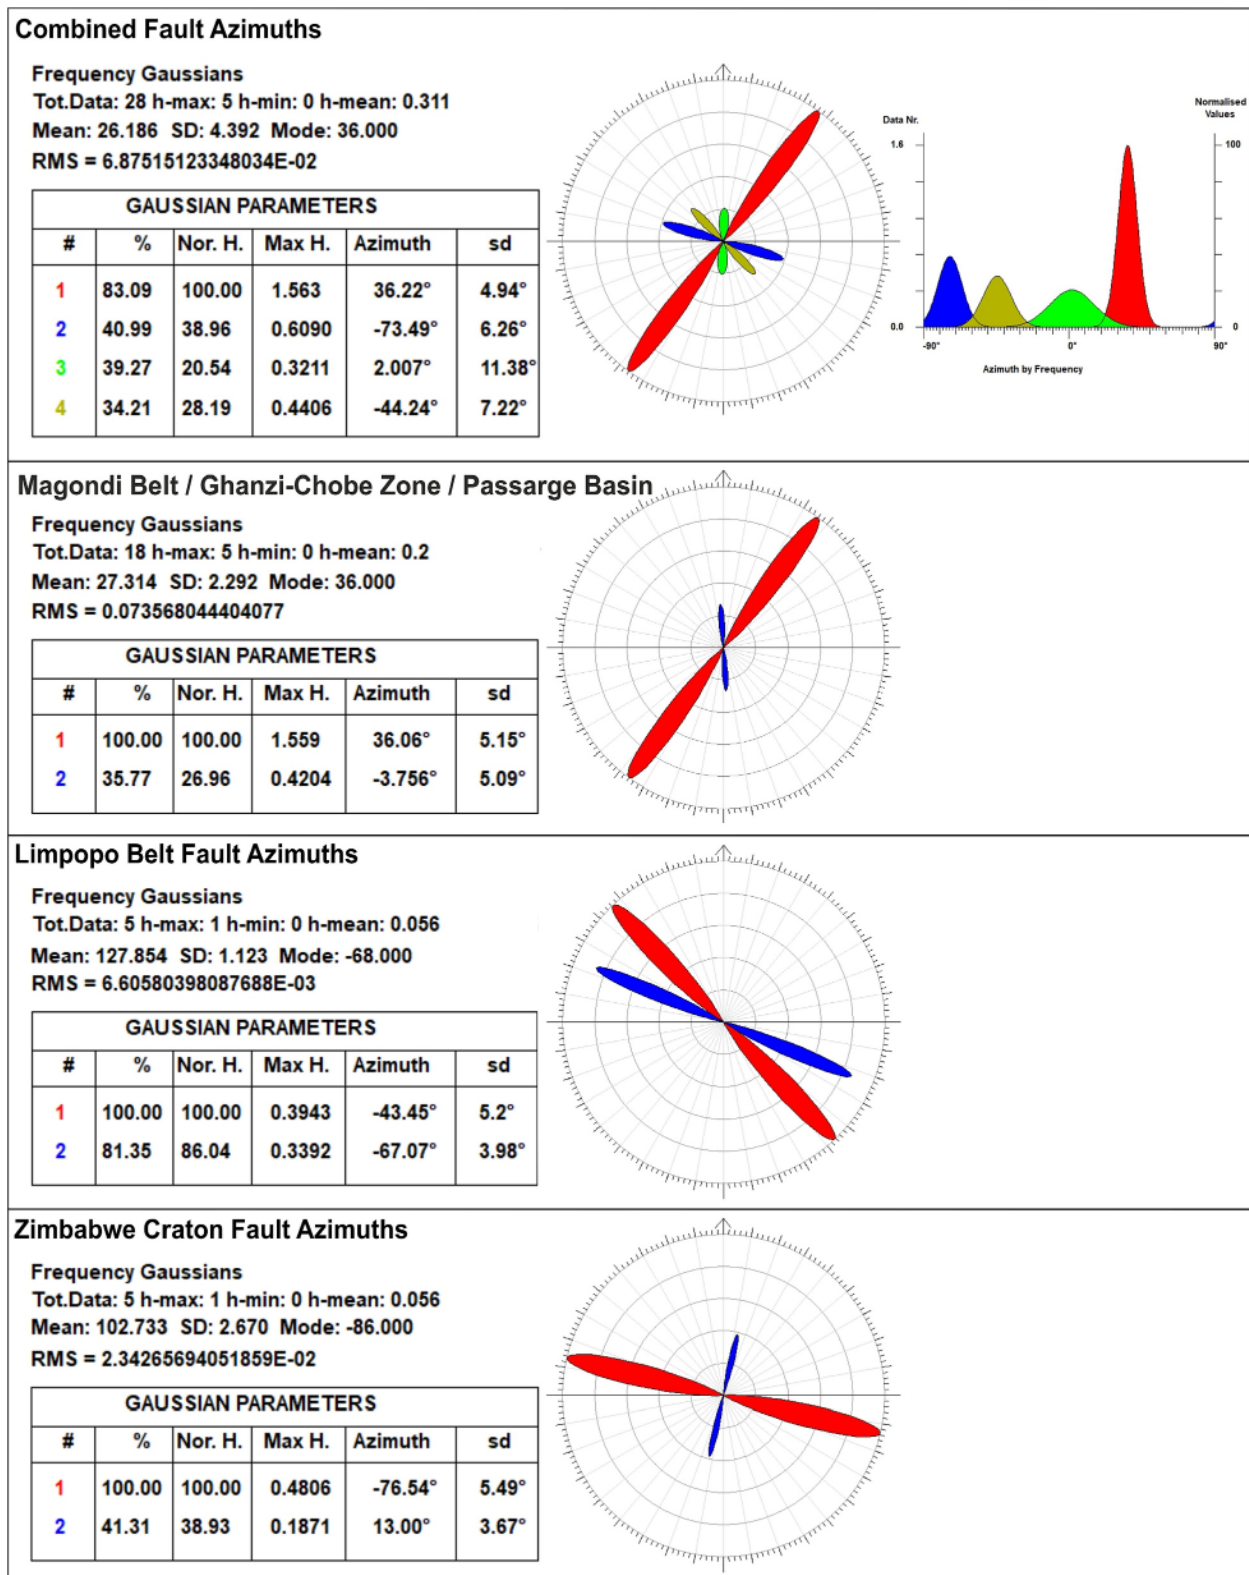 Combined Fault Azimuths
Frequency Gaussians
Tot.Data: 28 h-max: 5 h-min: 0 h-mean: 0.311
Mean: 26.186 SD: 4.392 Mode: 36.000
RMS = 6.87515123348034E-02
GAUSSIAN PARAMETERS
# % Nor. H. Max H. Azimuth sd
1 83.09 100.00 1.563 36.22° 4.94°
2 40.99 38.96 0.6090 -73.49° 6.26°
3 39.27 20.54 0.3211 2.007° 11.38°
4 34.21 28.19 0.4406 -44.24° 7.22°
Data Nr.
Normalised
Values
1.6
100
0.0
0
-90° 0° 90°
Azimuth by Frequency
Magondi Belt / Ghanzi-Chobe Zone / Passarge Basin
Frequency Gaussians
Tot.Data: 18 h-max: 5 h-min: 0 h-mean: 0.2
Mean: 27.314 SD: 2.292 Mode: 36.000
RMS = 0.073568044404077
GAUSSIAN PARAMETERS
# % Nor. H. Max H. Azimuth sd
1 100.00 100.00 1.559 36.06° 5.15°
2 35.77 26.96 0.4204 -3.756° 5.09°
Limpopo Belt Fault Azimuths
Frequency Gaussians
Tot.Data: 5 h-max: 1 h-min: 0 h-mean: 0.056
Mean: 127.854 SD: 1.123 Mode: -68.000
RMS = 6.60580398087688E-03
GAUSSIAN PARAMETERS
# % Nor. H. Max H. Azimuth sd
1 100.00 100.00 0.3943 -43.45° 5.2°
2 81.35 86.04 0.3392 -67.07° 3.98°
Zimbabwe Craton Fault Azimuths
Frequency Gaussians
Tot.Data: 5 h-max: 1 h-min: 0 h-mean: 0.056
Mean: 102.733 SD: 2.670 Mode: -86.000
RMS = 2.34265694051859E-02
GAUSSIAN PARAMETERS
# % Nor. H. Max H. Azimuth sd
1 100.00 100.00 0.4806 -76.54° 5.49°
2 41.31 38.93 0.1871 13.00° 3.67°